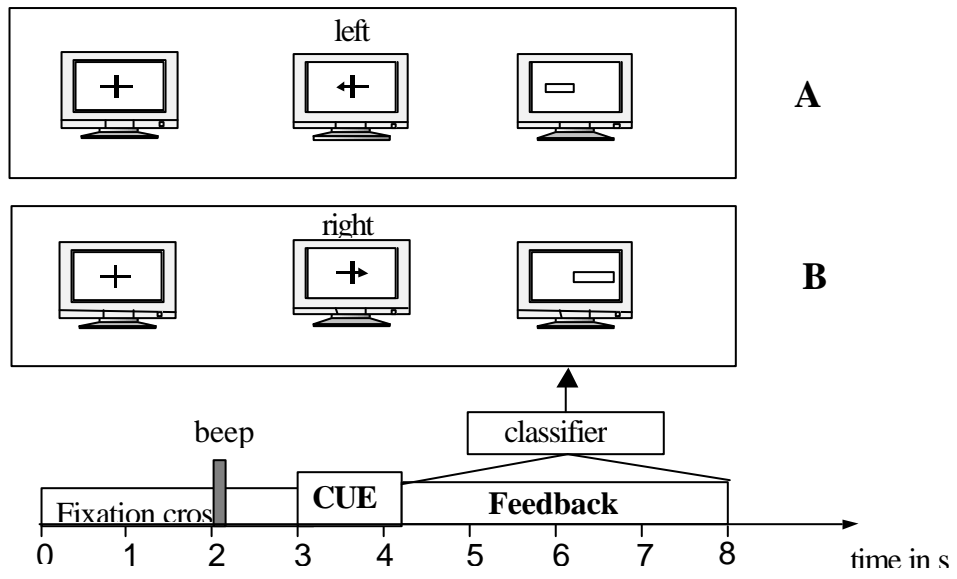 left
A
right
B
beep
classifier
Fixation cros
CUE
Feedback
0 1 2 3 4 5 6 7 8
time in s